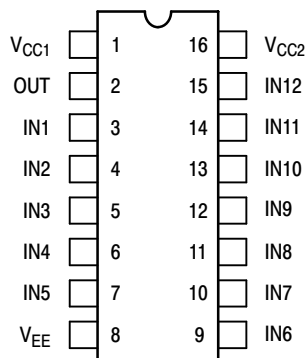 VCC1 1 16 VCC2
OUT 2 15 IN12
IN1 3 14 IN11
IN2 4 13 IN10
IN3 5 12 IN9
IN4 6 11 IN8
IN5 7 10 IN7
VEE 8 9 IN6